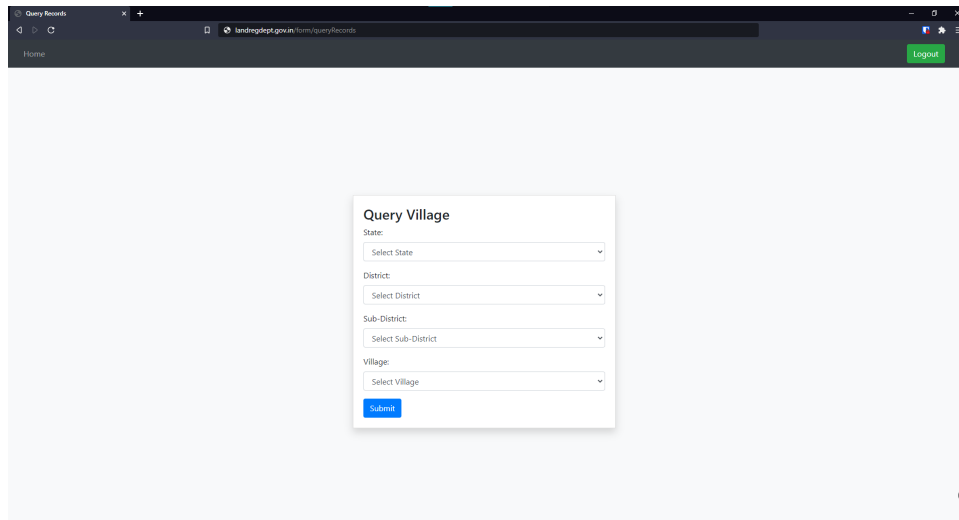 Query Records
landregdept.gov.in/form/queryRecords
Home
Logout
Query Village
State:
Select State
District:
Select District
Sub-District:
Select Sub-District
Village:
Select Village
Submit